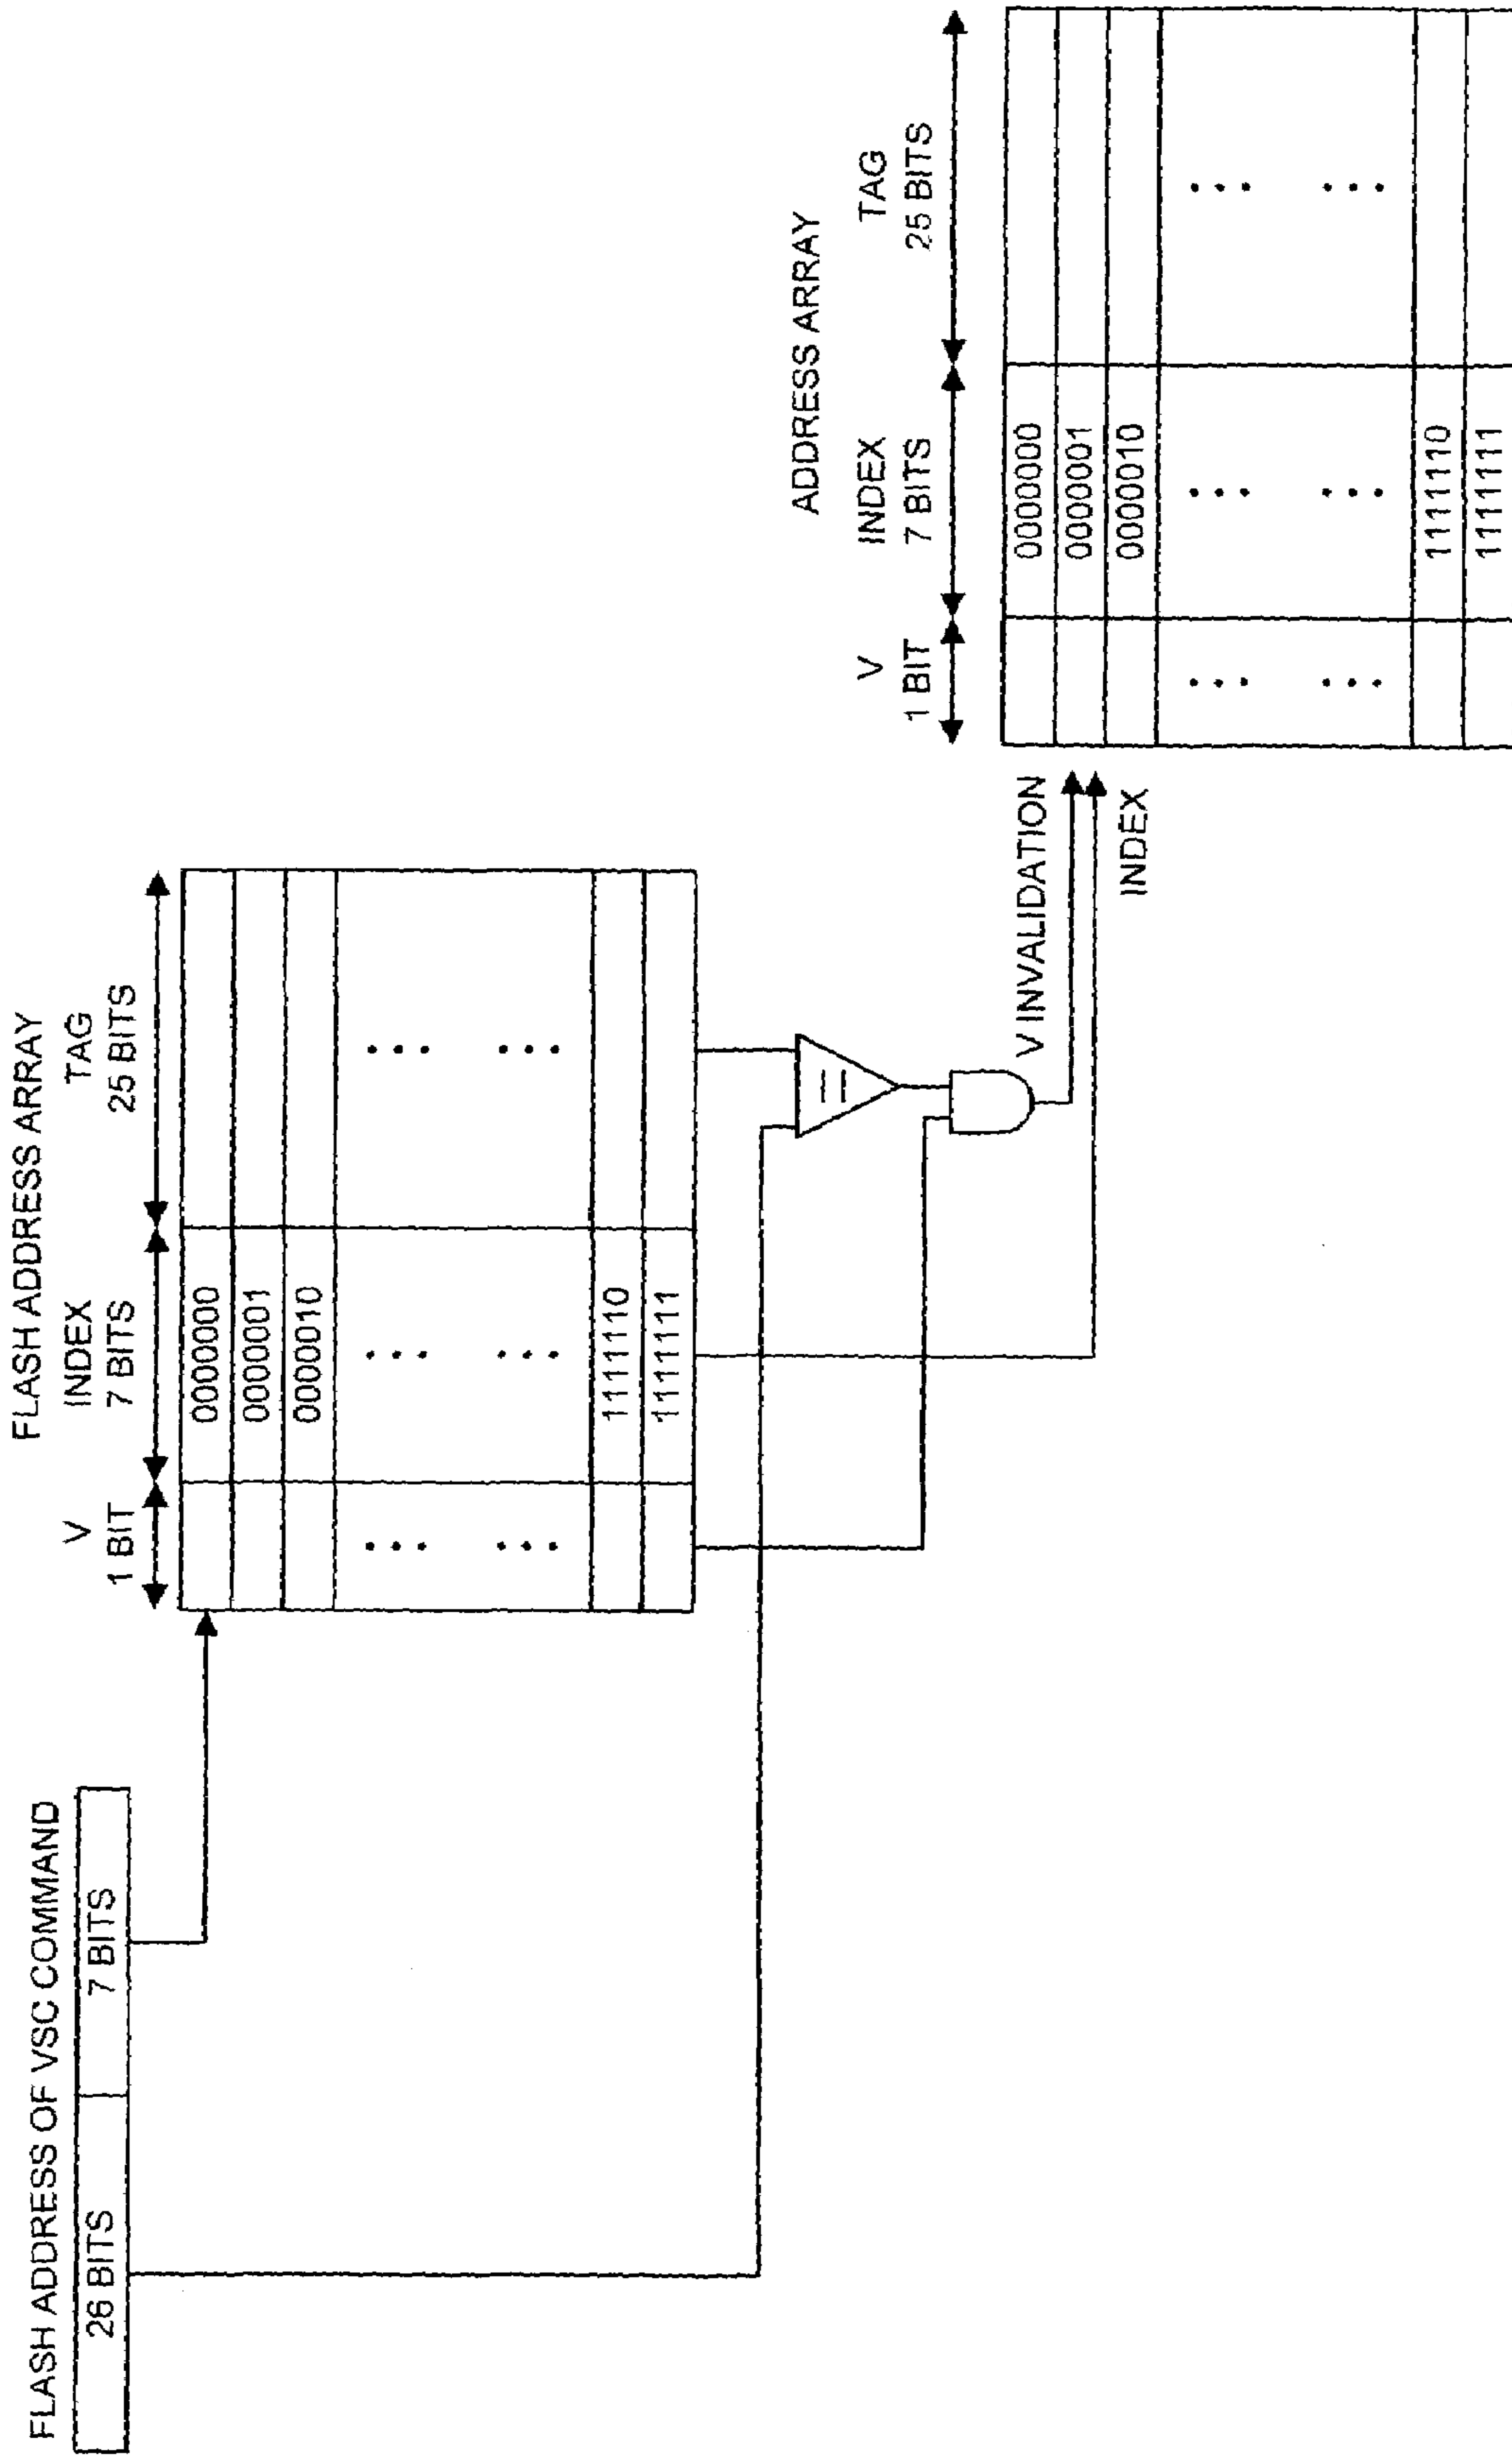 FLASH ADDRESS OF VSC COMMAND
26 BITS
7 BITS
FLASH ADDRESS ARRAY
V
1 BIT
INDEX
7 BITS
TAG
25 BITS
0000000
0000001
0000010
1111110
1111111
=
V INVALIDATION
INDEX
ADDRESS ARRAY
V
1 BIT
INDEX
7 BITS
TAG
25 BITS
0000000
0000001
0000010
1111110
1111111